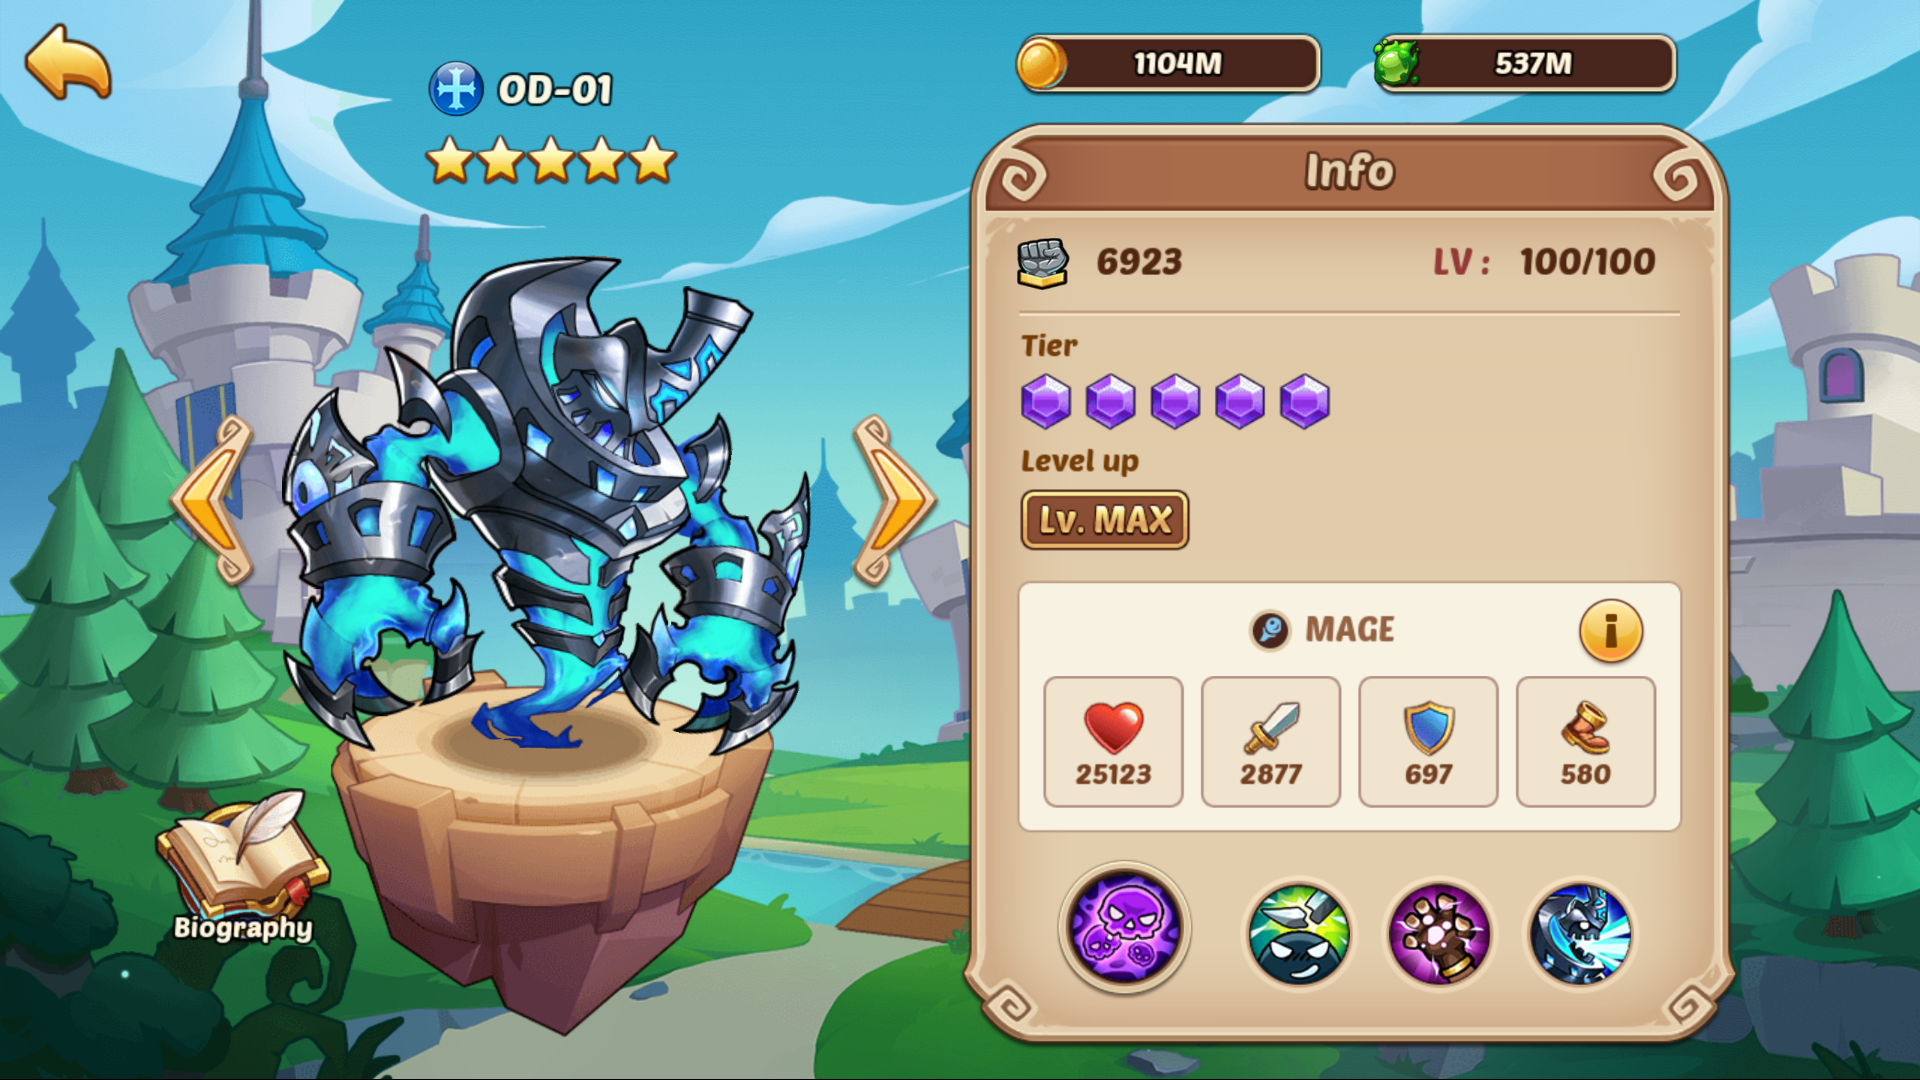 OD-01
1104M
537M
Info
6923
LV : 100/100
Tier
Level up
Lv. MAX
MAGE
25123
2877
697
580
Biography